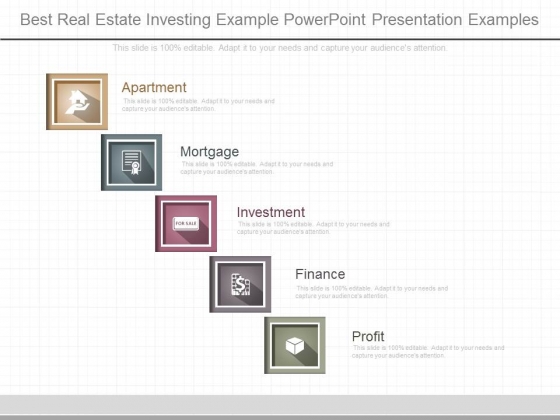 Best Real Estate Investing Example PowerPoint Presentation Examples
This slide is 100% editable. Adapt it to your needs and capture your audience's attention.
Apartment
This slide is 100% editable. Adapt it to your needs and
capture your audience's attention.
Mortgage
This slide is 100% editable. Adapt it to your needs and
capture your audience's attention.
FOR SALE
Investment
This slide is 100% editable. Adapt it to your needs and
capture your audience's attention.
$
Finance
This slide is 100% editable. Adapt it to your needs and
capture your audience's attention.
Profit
This slide is 100% editable. Adapt it to your needs and
capture your audience's attention.